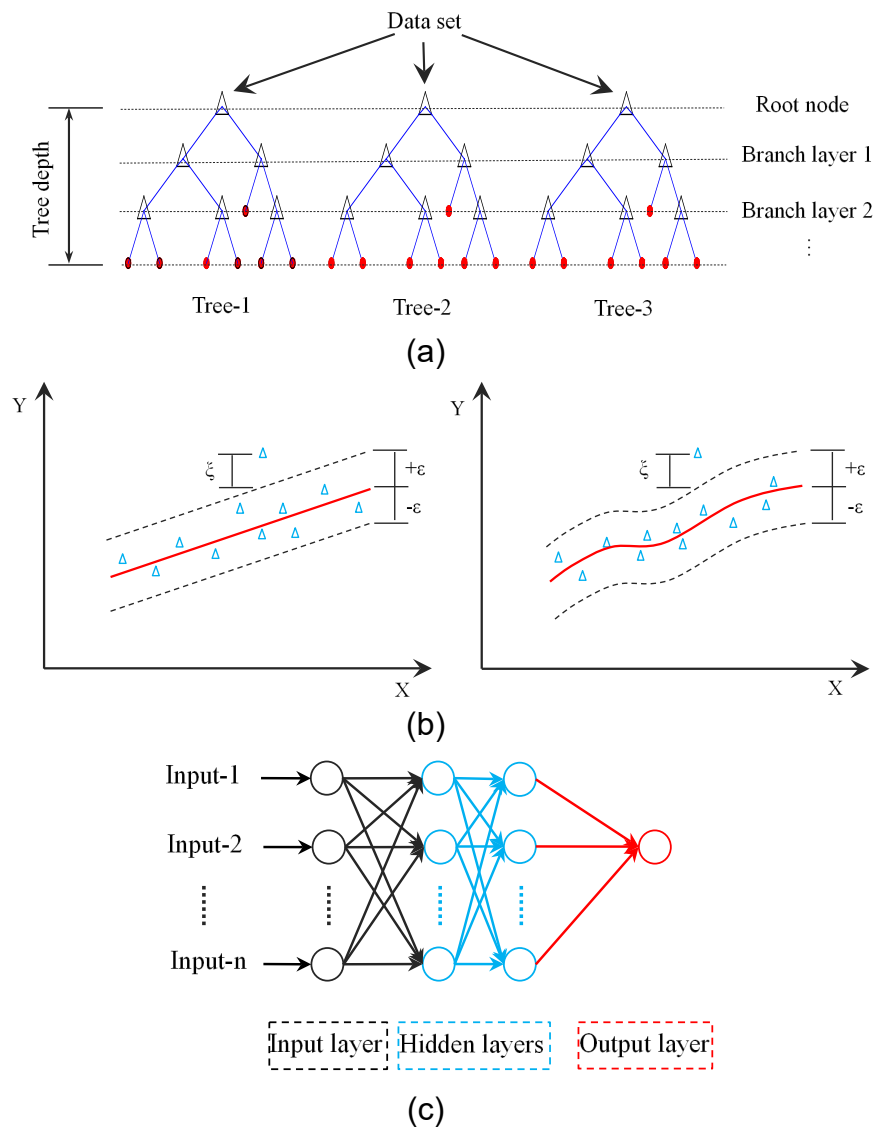 Data set
Root node
Branch layer 1
Branch layer 2
⋮
Tree depth
Tree-1 Tree-2 Tree-3
(a)
Y
ξ
+ε
-ε
X
Y
ξ
+ε
-ε
X
(b)
Input-1
Input-2
Input-n
Input layer Hidden layers Output layer
(c)